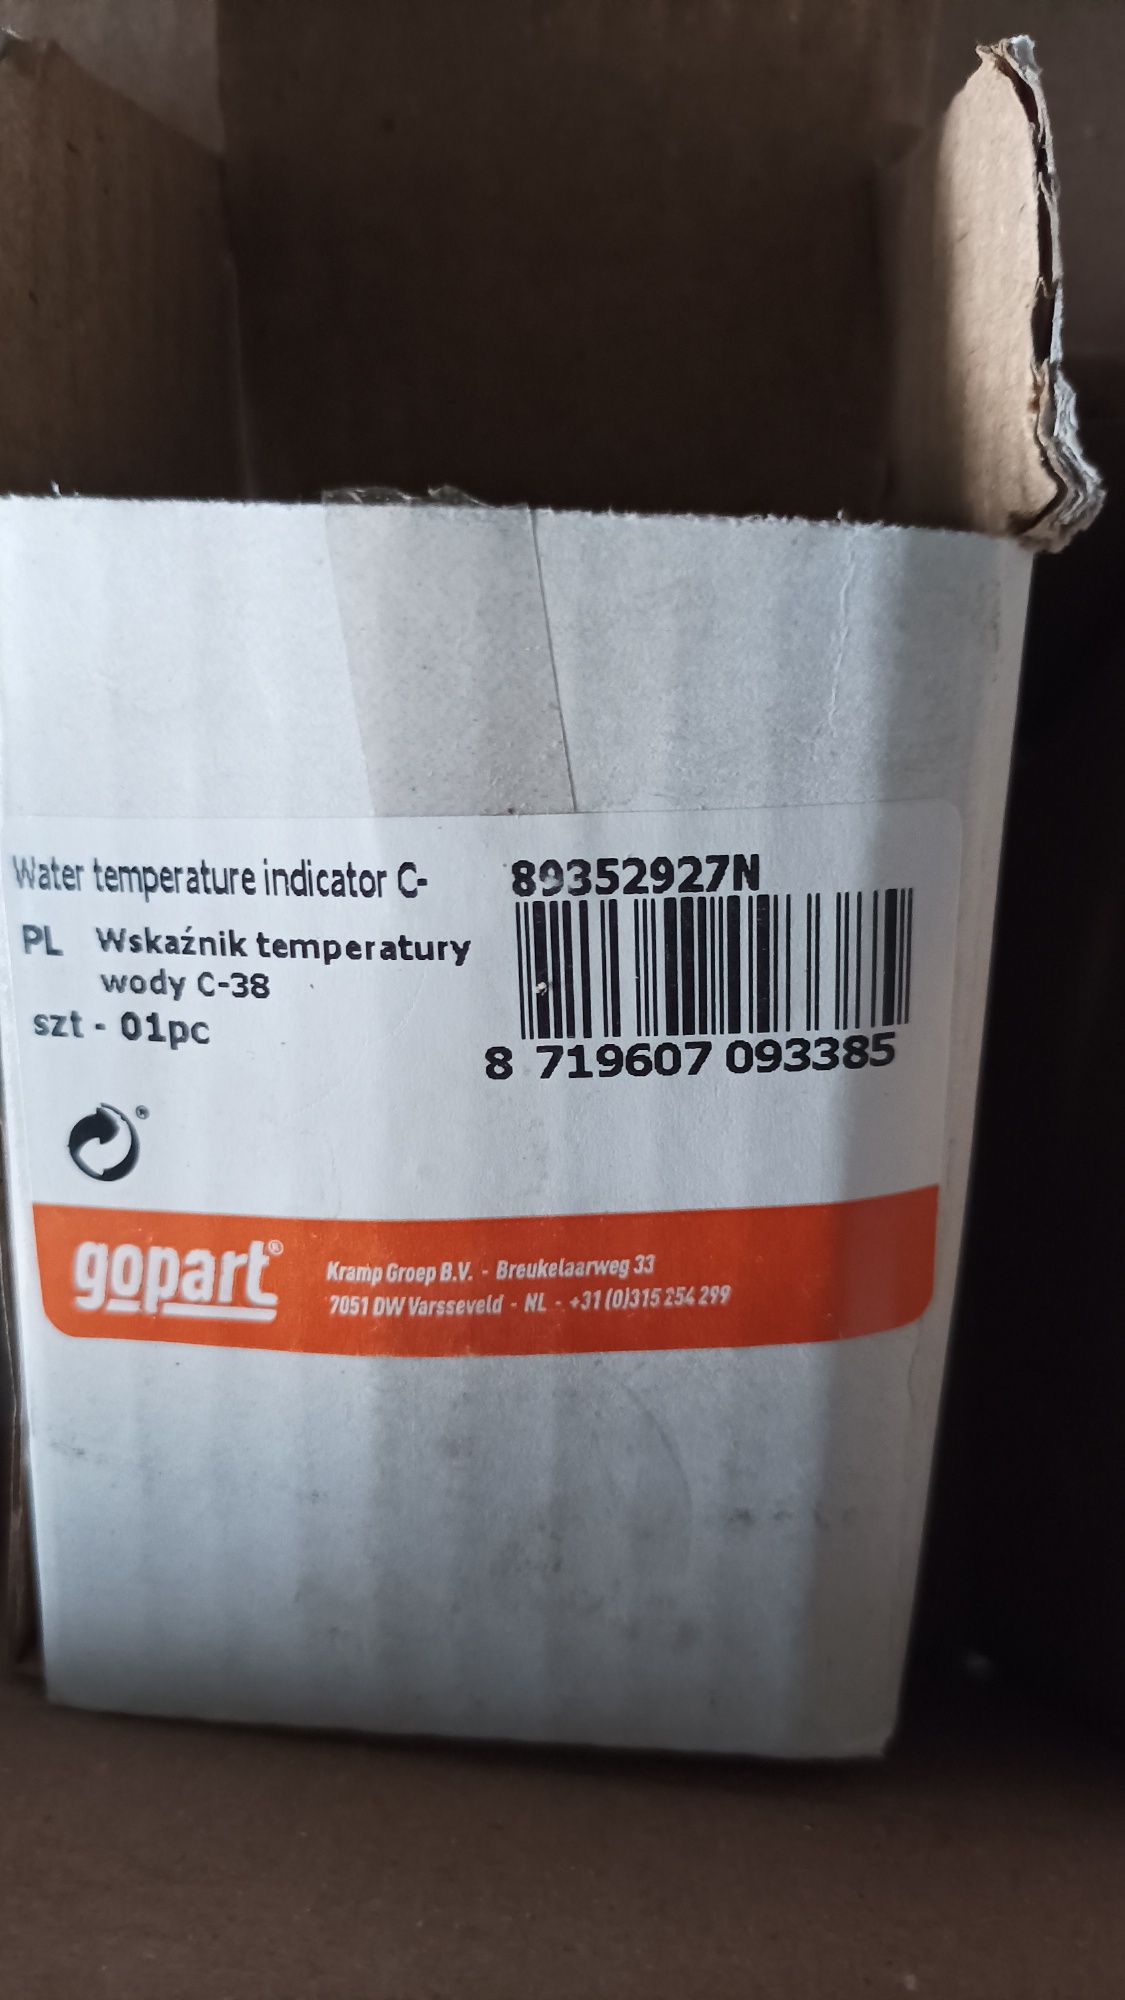 Water temperature indicator C-
89352927N
PL Wskaźnik temperatury
wody C-38
szt - 01pc
8 719607 093385
gopart®
Kramp Groep B.V. - Breukelaarweg 33
7051 DW Varsseveld - NL - +31 (0)315 254 299